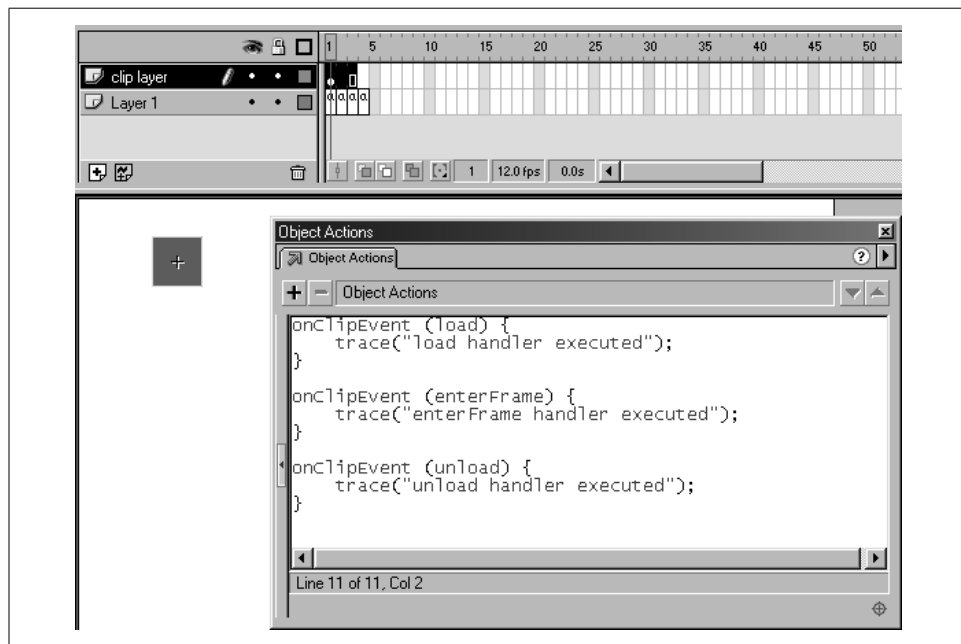 1 5 10 15 20 25 30 35 40 45 50
clip layer
Layer 1
a a a a
1 12.0 fps 0.0s
Object Actions
Object Actions
?
Object Actions
onClipEvent (load) {
    trace("load handler executed");
}
onClipEvent (enterFrame) {
    trace("enterFrame handler executed");
}
onClipEvent (unload) {
    trace("unload handler executed");
}
Line 11 of 11, Col 2